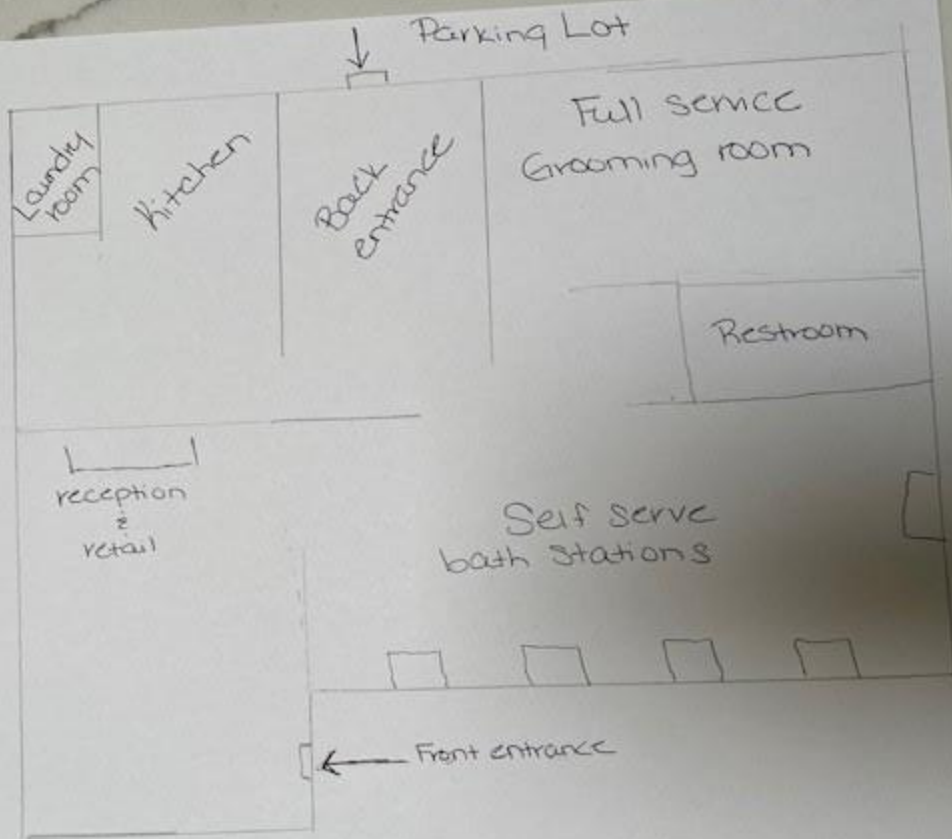 Parking Lot
Laundry
room
Kitchen
Back
entrance
Full service
Grooming room
Restroom
reception
&
retail
Self serve
bath stations
Front entrance